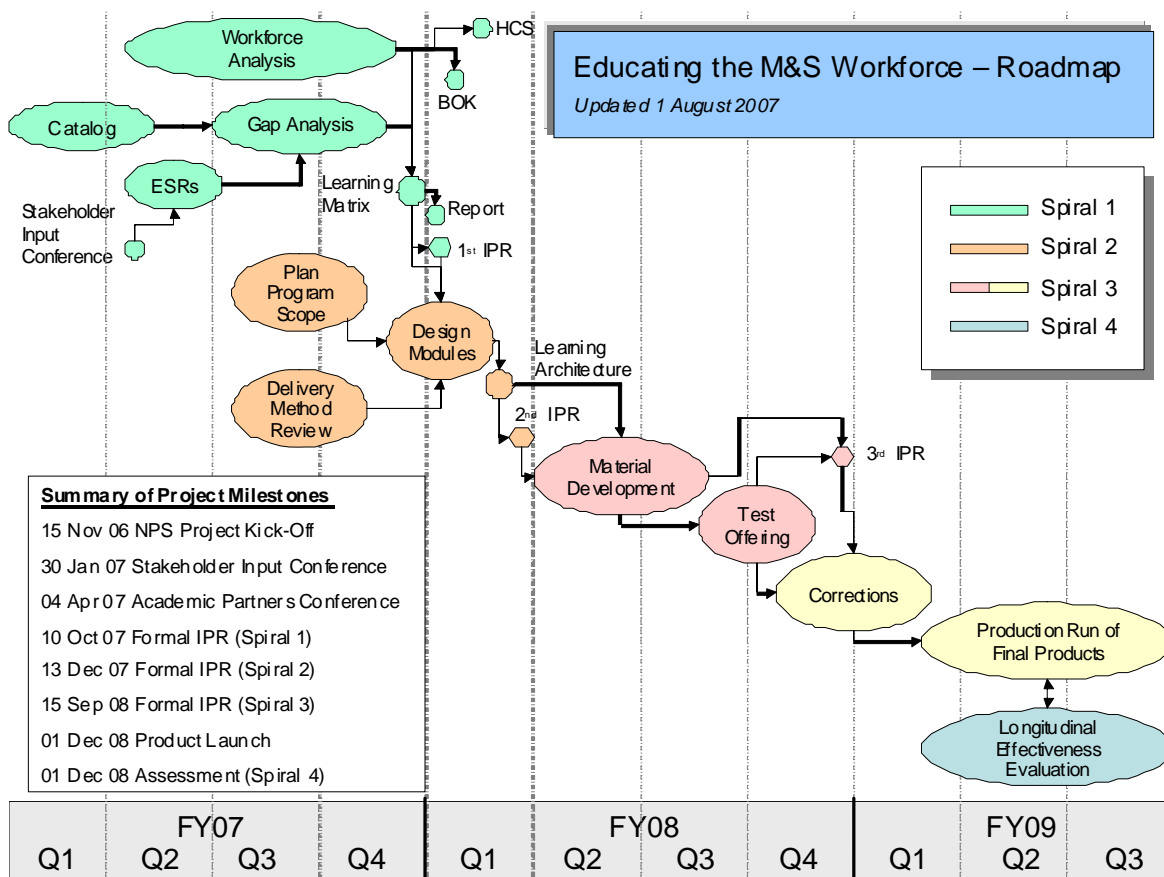 Educating the M&S Workforce – Roadmap
Updated 1 August 2007
Workforce
Analysis
HCS
BOK
Catalog
Gap Analysis
ESRs
Learning
Matrix
Report
Stakeholder
Input
Conference
1st IPR
Plan
Program
Scope
Design
Modules
Learning
Architecture
Delivery
Method
Review
2nd IPR
Material
Development
3rd IPR
Test
Offering
Corrections
Production Run of
Final Products
Longitudinal
Effectiveness
Evaluation
Spiral 1
Spiral 2
Spiral 3
Spiral 4
Summary of Project Milestones
15 Nov 06 NPS Project Kick-Off
30 Jan 07 Stakeholder Input Conference
04 Apr 07 Academic Partners Conference
10 Oct 07 Formal IPR (Spiral 1)
13 Dec 07 Formal IPR (Spiral 2)
15 Sep 08 Formal IPR (Spiral 3)
01 Dec 08 Product Launch
01 Dec 08 Assessment (Spiral 4)
FY07 FY08 FY09
Q1 Q2 Q3 Q4 Q1 Q2 Q3 Q4 Q1 Q2 Q3